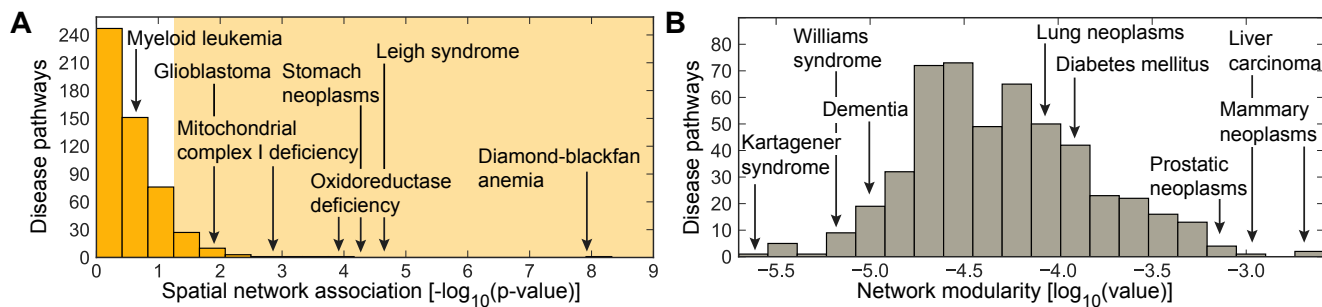 A
Disease pathways
240
210
180
150
120
90
60
30
0
Myeloid leukemia
Glioblastoma
Mitochondrial
complex I deficiency
Stomach
neoplasms
Leigh syndrome
Oxidoreductase
deficiency
Diamond-blackfan
anemia
0 1 2 3 4 5 6 7 8 9
Spatial network association [-log10(p-value)]
B
Disease pathways
80
70
60
50
40
30
20
10
0
Kartagener
syndrome
Williams
syndrome
Dementia
Lung neoplasms
Diabetes mellitus
Liver
carcinoma
Mammary
neoplasms
Prostatic
neoplasms
−5.5 −5.0 −4.5 −4.0 −3.5 −3.0
Network modularity [log10(value)]